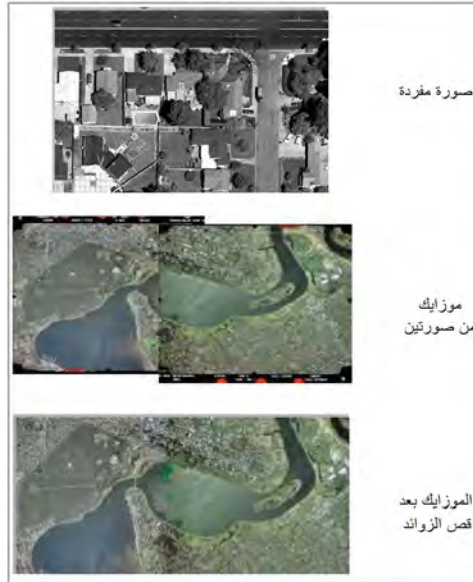 صورة مفردة
موزايك
من صورتين
الموزايك بعد
قص الزوائد